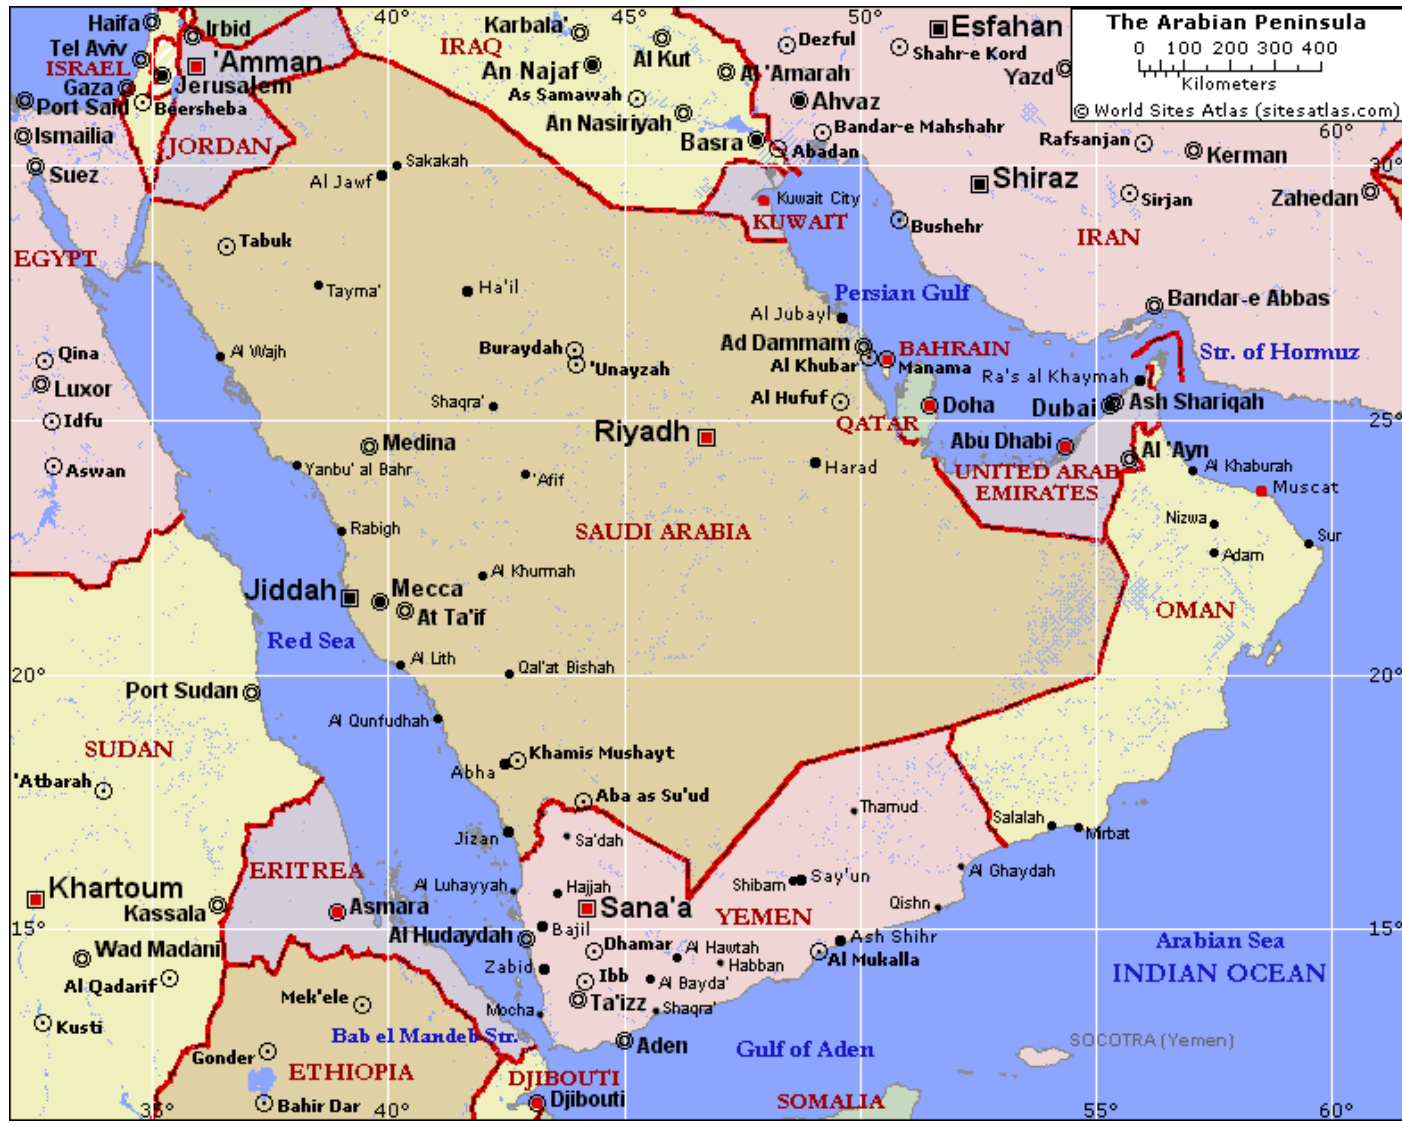 The Arabian Peninsula
0 100 200 300 400
Kilometers
© World Sites Atlas (sitesatlas.com)
40°
45°
50°
60°
30°
25°
20°
20°
15°
15°
35°
40°
55°
60°
Haifa
Irbid
Tel Aviv
ISRAEL
'Amman
Jerusalem
Gaza
Port Said
Beersheba
Ismailia
JORDAN
Suez
EGYPT
Karbala'
IRAQ
Al Kut
An Najaf
Al 'Amarah
As Samawah
An Nasiriyah
Basra
Dezful
Esfahan
Shahr-e Kord
Yazd
Ahvaz
Bandar-e Mahshahr
Abadan
Rafsanjan
Kerman
Shiraz
Sirjan
Zahedan
Bushehr
IRAN
Kuwait City
KUWAIT
Sakakah
Al Jawf
Tabuk
Tayma'
Ha'il
Persian Gulf
Bandar-e Abbas
Al Jubayl
Al Wajh
Buraydah
'Unayzah
Ad Dammam
BAHRAIN
Al Khubar
Manama
Str. of Hormuz
Ra's al Khaymah
Qina
Luxor
Idfu
Aswan
Shaqra'
Al Hufuf
QATAR
Doha
Dubai
Ash Shariqah
Riyadh
Medina
Abu Dhabi
Al 'Ayn
Yanbu' al Bahr
'Afif
Harad
UNITED ARAB
EMIRATES
Al Khaburah
Muscat
Nizwa
Sur
Adam
Rabigh
SAUDI ARABIA
Al Khurmah
Jiddah
Mecca
At Ta'if
OMAN
Red Sea
Al Lith
Qal'at Bishah
Port Sudan
Al Qunfudhah
SUDAN
'Atbarah
Khamis Mushayt
Abha
Aba as Su'ud
Thamud
Salalah
Mirbat
Jizan
Sa'dah
ERITREA
Al Luhayyah
Hajjah
Shibam
Say'un
Al Ghaydah
Khartoum
Kassala
Asmara
Sana'a
YEMEN
Qishn
Bajil
Al Hudaydah
Wad Madani
Dhamar
Al Hawtah
Ash Shihr
Al Mukalla
Arabian Sea
INDIAN OCEAN
Habban
Zabid
Ibb
Al Bayda'
Al Qadarif
Mek'ele
Ta'izz
Mocha
Shaqra'
Kusti
Bab el Mandeb Str.
Aden
Gulf of Aden
SOCOTRA (Yemen)
Gonder
ETHIOPIA
DJIBOUTI
Djibouti
Bahir Dar
SOMALIA